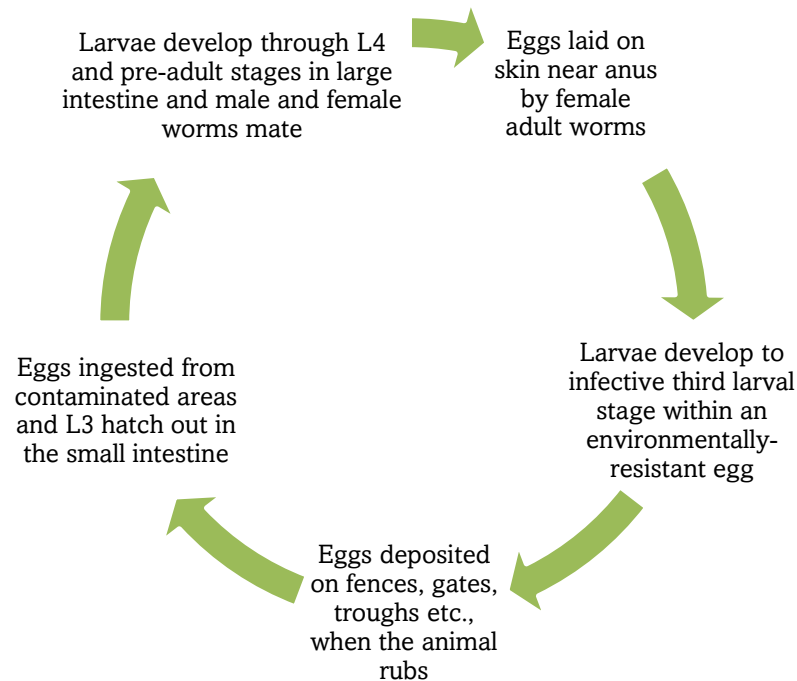 Larvae develop through L4
and pre-adult stages in large
intestine and male and female
worms mate
Eggs laid on
skin near anus
by female
adult worms
Larvae develop to
infective third larval
stage within an
environmentally-
resistant egg
Eggs deposited
on fences, gates,
troughs etc.,
when the animal
rubs
Eggs ingested from
contaminated areas
and L3 hatch out in
the small intestine